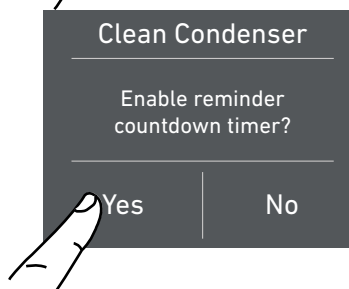 Clean Condenser
Enable reminder
countdown timer?
Yes
No